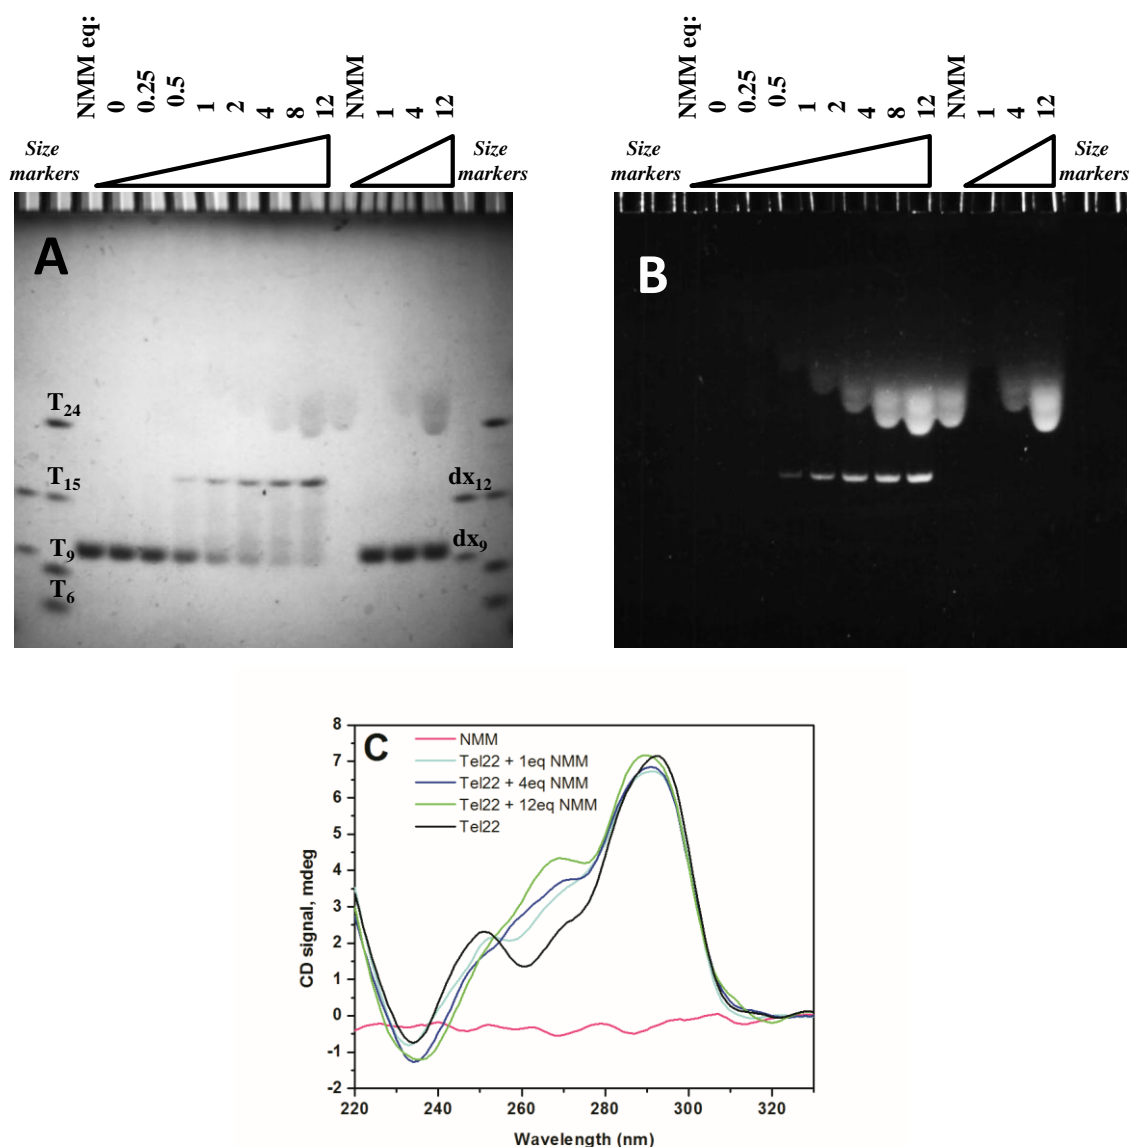 NMM eq:
0
0.25
0.5
1
2
4
8
12
NMM
1
4
12
Size markers
Size markers
A
T24
T15
T9
T6
dx12
dx9
NMM eq:
0
0.25
0.5
1
2
4
8
12
NMM
1
4
12
Size markers
Size markers
B
C
NMM
Tel22 + 1eq NMM
Tel22 + 4eq NMM
Tel22 + 12eq NMM
Tel22
CD signal, mdeg
8
7
6
5
4
3
2
1
0
-1
-2
220
240
260
280
300
320
Wavelength (nm)